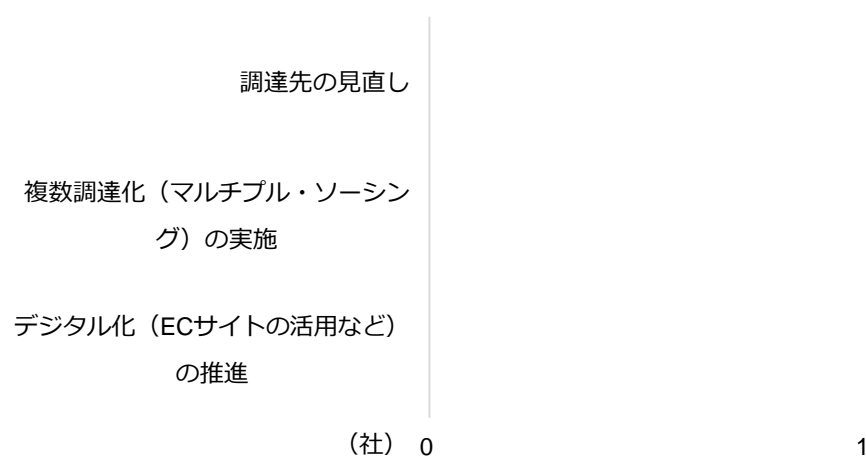 調達先の見直し
複数調達化（マルチプル・ソーシン
グ）の実施
デジタル化（ECサイトの活用など）
の推進
（社） 0 1